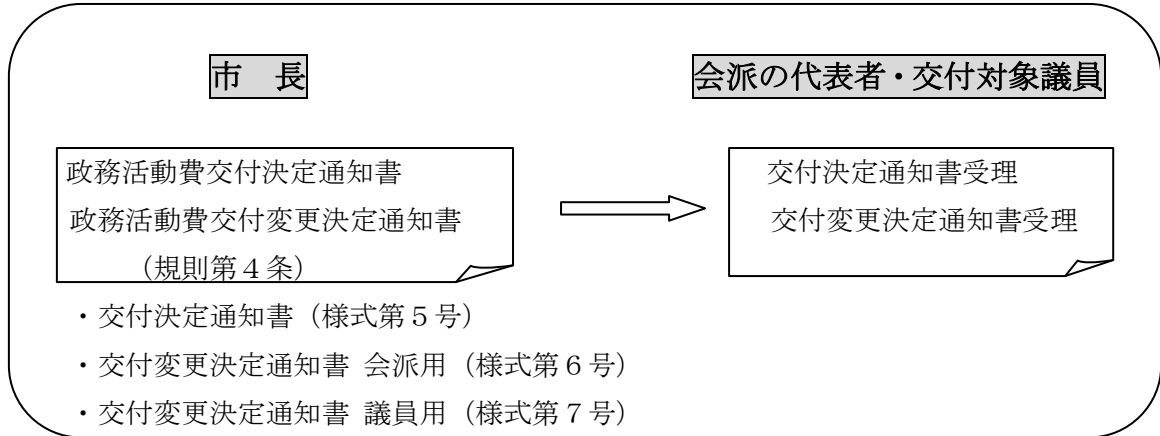 市　長
会派の代表者・交付対象議員
政務活動費交付決定通知書
政務活動費交付変更決定通知書
（規則第４条）
交付決定通知書受理
交付変更決定通知書受理
・交付決定通知書（様式第５号）
・交付変更決定通知書 会派用（様式第６号）
・交付変更決定通知書 議員用（様式第７号）